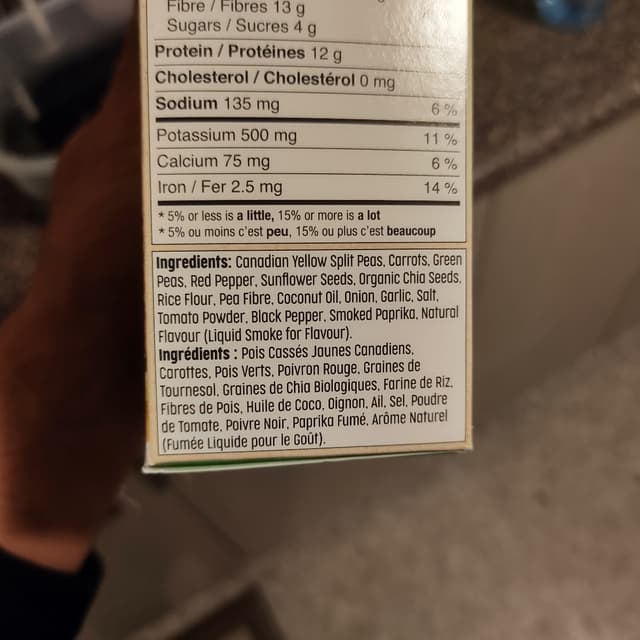 Fibre / Fibres 13 g
Sugars / Sucres 4 g
Protein / Protéines 12 g
Cholesterol / Cholestérol 0 mg
Sodium 135 mg 6 %
Potassium 500 mg 11 %
Calcium 75 mg 6 %
Iron / Fer 2.5 mg 14 %
* 5% or less is a little, 15% or more is a lot
* 5% ou moins c'est peu, 15% ou plus c'est beaucoup
Ingredients: Canadian Yellow Split Peas, Carrots, Green
Peas, Red Pepper, Sunflower Seeds, Organic Chia Seeds,
Rice Flour, Pea Fibre, Coconut Oil, Onion, Garlic, Salt,
Tomato Powder, Black Pepper, Smoked Paprika, Natural
Flavour (Liquid Smoke for Flavour).
Ingrédients : Pois Cassés Jaunes Canadiens,
Carottes, Pois Verts, Poivron Rouge, Graines de
Tournesol, Graines de Chia Biologiques, Farine de Riz,
Fibres de Pois, Huile de Coco, Oignon, Ail, Sel, Poudre
de Tomate, Poivre Noir, Paprika Fumé, Arôme Naturel
(Fumée Liquide pour le Goût).